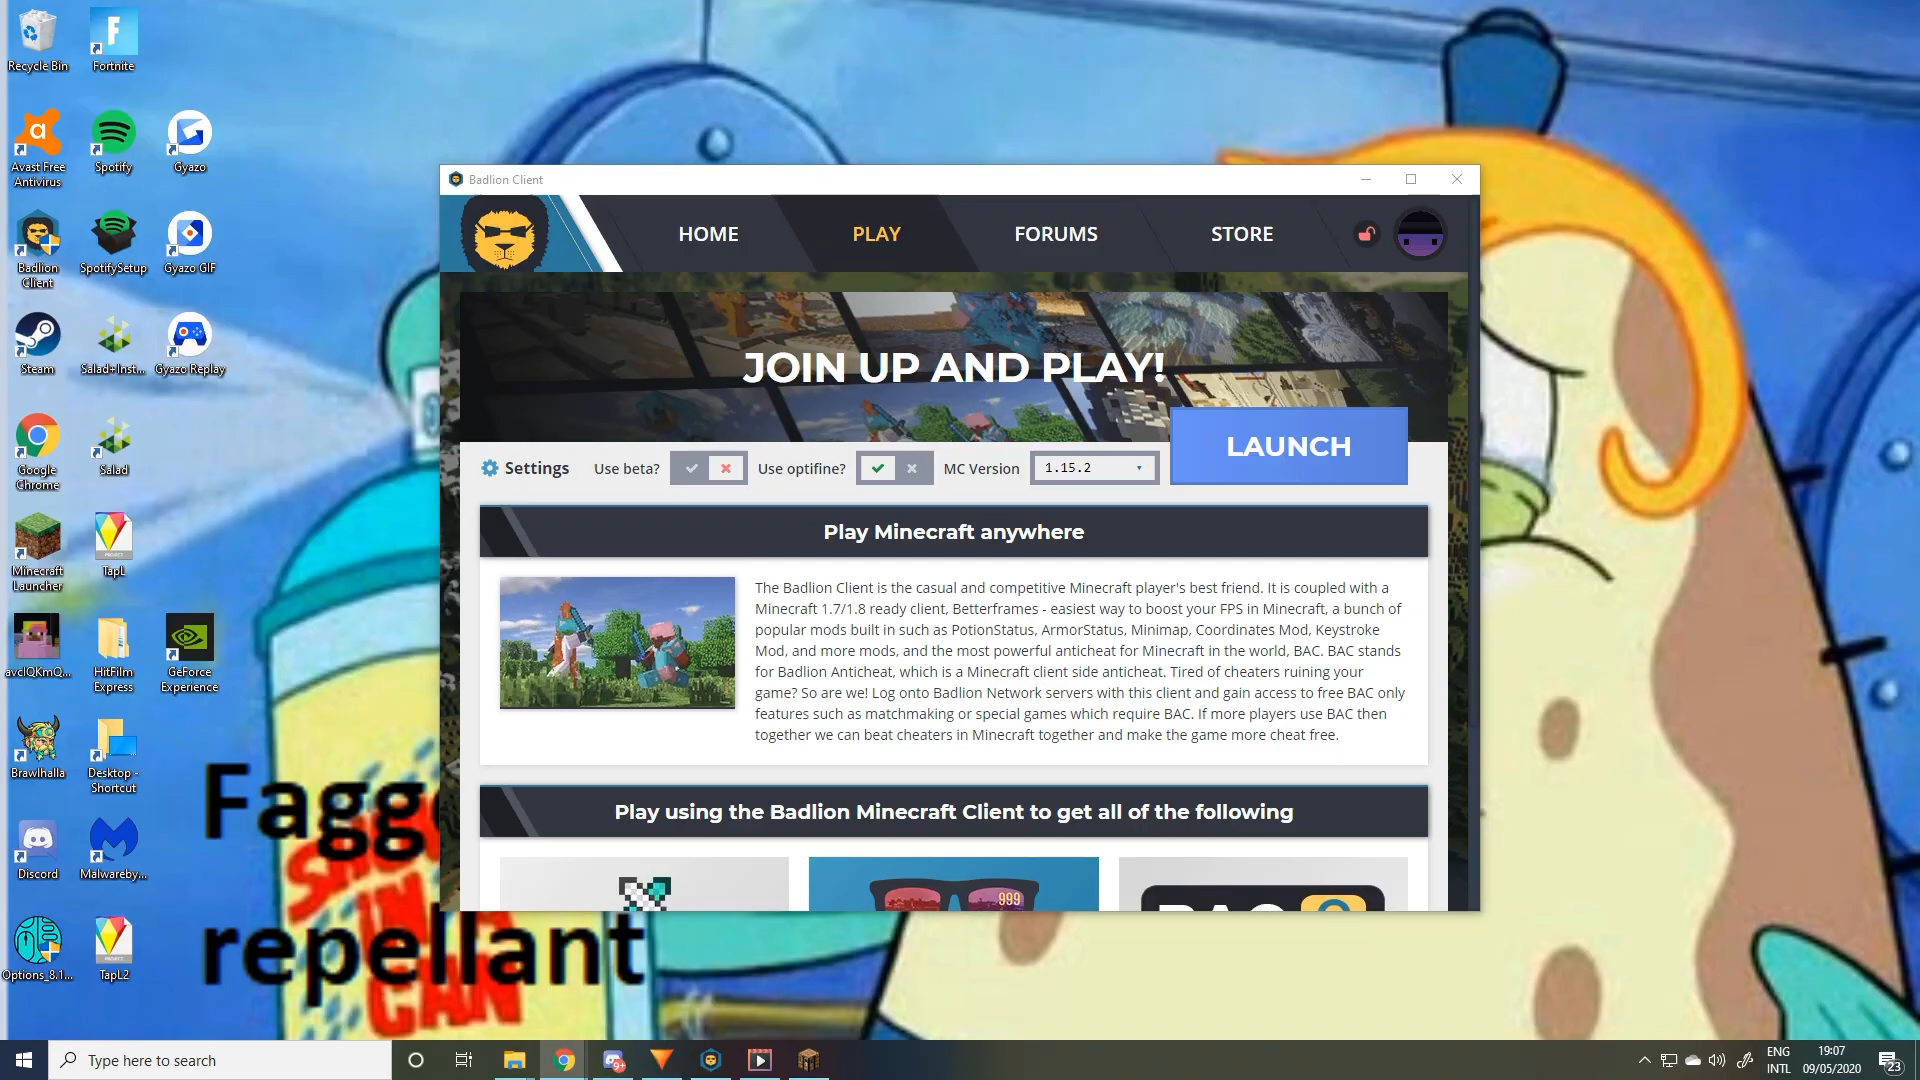 Recycle Bin
Fortnite
Avast Free
Antivirus
Spotify
Gyazo
Badlion
Client
SpotifySetup
Gyazo GIF
Steam
Salad+Inst...
Gyazo Replay
Google
Chrome
Salad
Minecraft
Launcher
PROJECT
TapL
avclQKmQ...
HitFilm
Express
GeForce
Experience
Brawlhalla
Desktop -
Shortcut
Discord
Malwareby...
Options_8.1...
PROJECT
TapL2
Fagg
repellant
IN
CAN
Badlion Client
HOME
PLAY
FORUMS
STORE
JOIN UP AND PLAY!
LAUNCH
Settings
Use beta?
Use optifine?
MC Version
1.15.2
Play Minecraft anywhere
The Badlion Client is the casual and competitive Minecraft player's best friend. It is coupled with a
Minecraft 1.7/1.8 ready client, Betterframes - easiest way to boost your FPS in Minecraft, a bunch of
popular mods built in such as PotionStatus, ArmorStatus, Minimap, Coordinates Mod, Keystroke
Mod, and more mods, and the most powerful anticheat for Minecraft in the world, BAC. BAC stands
for Badlion Anticheat, which is a Minecraft client side anticheat. Tired of cheaters ruining your
game? So are we! Log onto Badlion Network servers with this client and gain access to free BAC only
features such as matchmaking or special games which require BAC. If more players use BAC then
together we can beat cheaters in Minecraft together and make the game more cheat free.
Play using the Badlion Minecraft Client to get all of the following
999
Type here to search
9+
ENG
INTL
19:07
09/05/2020
23